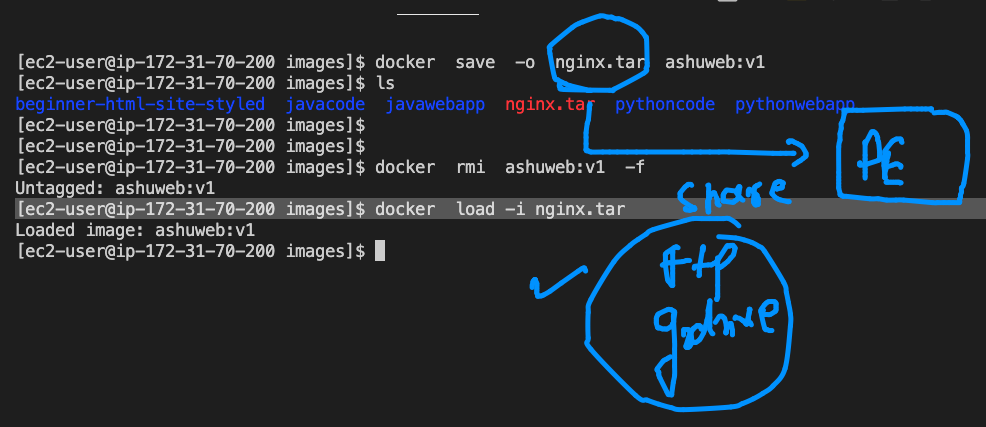 [ec2-user@ip-172-31-70-200 images]$ docker  save  -o  nginx.tar  ashuweb:v1
[ec2-user@ip-172-31-70-200 images]$ ls
beginner-html-site-styled  javacode  javawebapp  nginx.tar  pythoncode  pythonwebapp
[ec2-user@ip-172-31-70-200 images]$
[ec2-user@ip-172-31-70-200 images]$
[ec2-user@ip-172-31-70-200 images]$ docker  rmi  ashuweb:v1  -f
Untagged: ashuweb:v1
[ec2-user@ip-172-31-70-200 images]$ docker  load -i nginx.tar
Loaded image: ashuweb:v1
[ec2-user@ip-172-31-70-200 images]$
share
ftp
gdrive